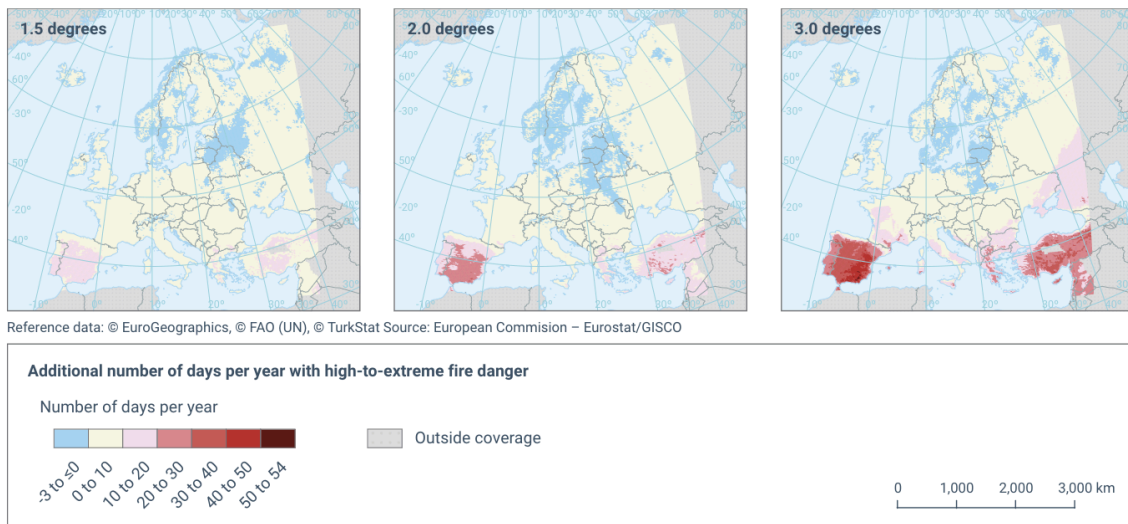 1.5 degrees
2.0 degrees
3.0 degrees
Reference data: © EuroGeographics, © FAO (UN), © TurkStat Source: European Commision – Eurostat/GISCO
Additional number of days per year with high-to-extreme fire danger
Number of days per year
-3 to ≤0
0 to 10
10 to 20
20 to 30
30 to 40
40 to 50
50 to 54
Outside coverage
0 1,000 2,000 3,000 km